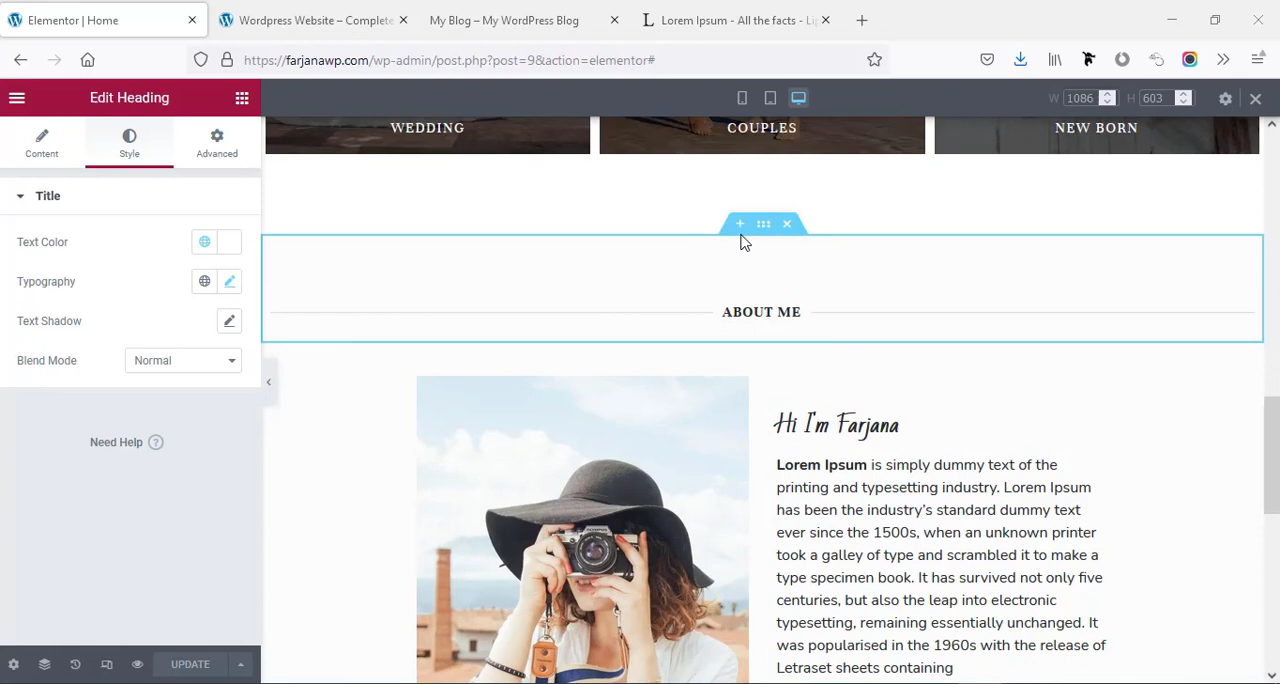 Elementor | Home
Wordpress Website – Complete
My Blog – My WordPress Blog
Lorem Ipsum - All the facts - Li
https://farjanawp.com/wp-admin/post.php?post=9&action=elementor#
Edit Heading
W 1086 H 603
Content
Style
Advanced
Title
Text Color
Typography
Text Shadow
Blend Mode
Normal
Need Help
UPDATE
WEDDING
COUPLES
NEW BORN
ABOUT ME
Hi I'm Farjana
Lorem Ipsum is simply dummy text of the
printing and typesetting industry. Lorem Ipsum
has been the industry's standard dummy text
ever since the 1500s, when an unknown printer
took a galley of type and scrambled it to make a
type specimen book. It has survived not only five
centuries, but also the leap into electronic
typesetting, remaining essentially unchanged. It
was popularised in the 1960s with the release of
Letraset sheets containing
OLYMPUS